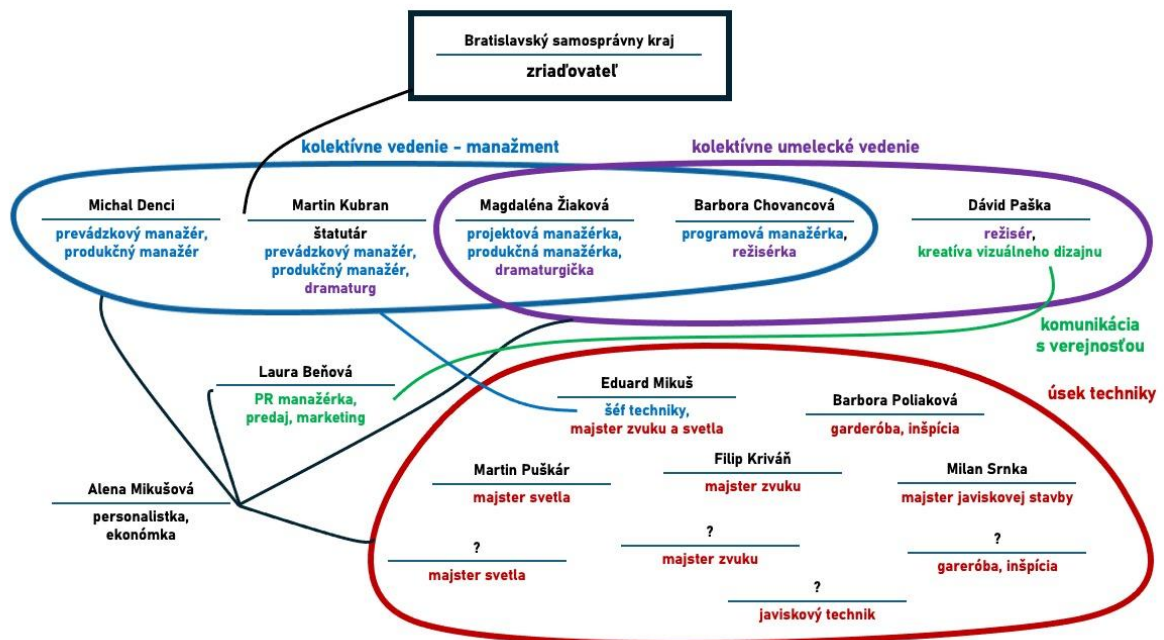 Bratislavský samosprávny kraj
zriaďovateľ
kolektívne vedenie – manažment
kolektívne umelecké vedenie
Michal Denci
prevádzkový manažér,
produkčný manažér
Martin Kubran
štatutár
prevádzkový manažér,
produkčný manažér,
dramaturg
Magdaléna Žiaková
projektová manažérka,
produkčná manažérka,
dramaturgička
Barbora Chovancová
programová manažérka,
režisérka
Dávid Paška
režisér,
kreatíva vizuálneho dizajnu
komunikácia
s verejnosťou
Laura Beňová
PR manažérka,
predaj, marketing
úsek techniky
Eduard Mikuš
šéf techniky,
majster zvuku a svetla
Barbora Poliaková
garderóba, inšpícia
Martin Puškár
majster svetla
Filip Kriváň
majster zvuku
Milan Srnka
majster javiskovej stavby
Alena Mikušová
personalistka,
ekonómka
?
majster svetla
?
majster zvuku
?
gareróba, inšpícia
?
javiskový technik